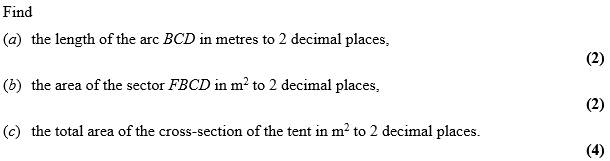 Find
(a) the length of the arc BCD in metres to 2 decimal places,
(2)
(b) the area of the sector FBCD in m² to 2 decimal places,
(2)
(c) the total area of the cross-section of the tent in m² to 2 decimal places.
(4)